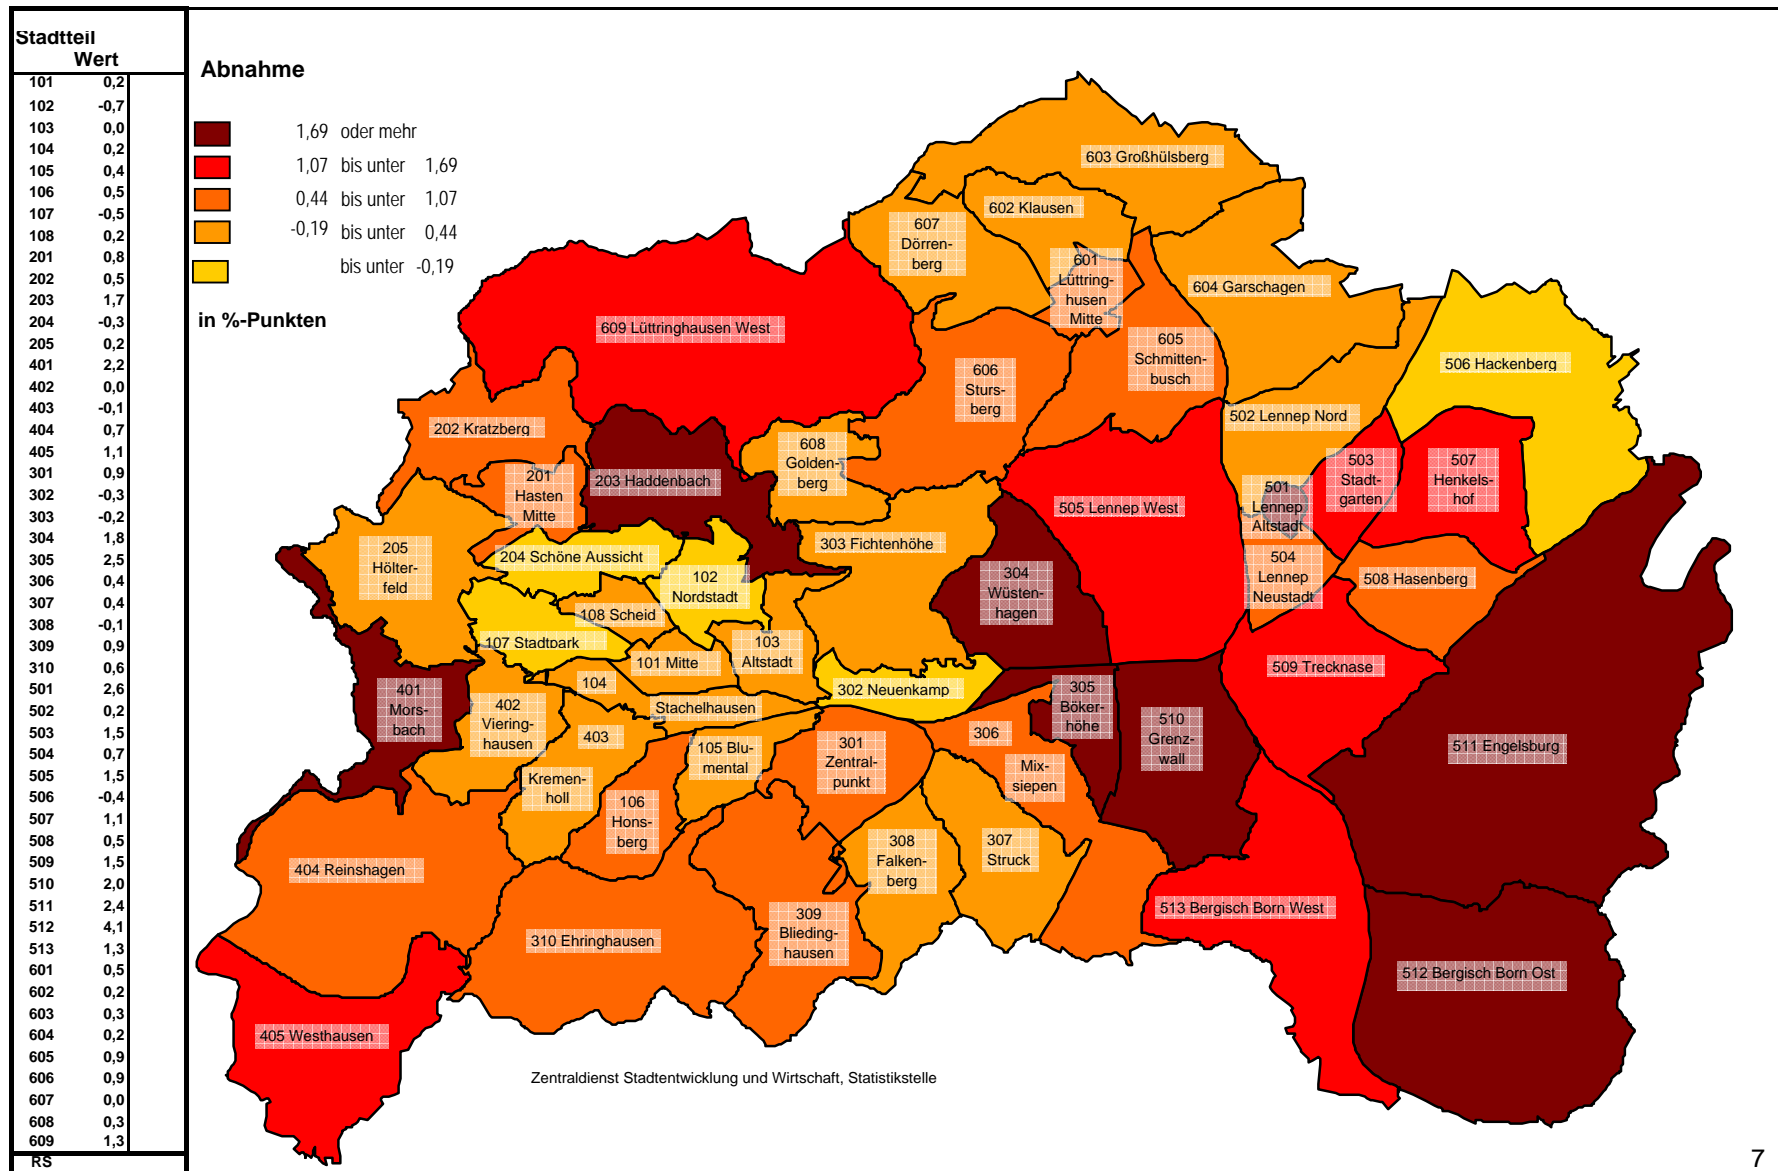 Stadtteil
Wert
101 0,2
102 -0,7
103 0,0
104 0,2
105 0,4
106 0,5
107 -0,5
108 0,2
201 0,8
202 0,5
203 1,7
204 -0,3
205 0,2
401 2,2
402 0,0
403 -0,1
404 0,7
405 1,1
301 0,9
302 -0,3
303 -0,2
304 1,8
305 2,5
306 0,4
307 0,4
308 -0,1
309 0,9
310 0,6
501 2,6
502 0,2
503 1,5
504 0,7
505 1,5
506 -0,4
507 1,1
508 0,5
509 1,5
510 2,0
511 2,4
512 4,1
513 1,3
601 0,5
602 0,2
603 0,3
604 0,2
605 0,9
606 0,9
607 0,0
608 0,3
609 1,3
RS
Abnahme
1,69 oder mehr
1,07 bis unter 1,69
0,44 bis unter 1,07
-0,19 bis unter 0,44
bis unter -0,19
in %-Punkten
603 Großhülsberg
602 Klausen
607
Dörren-
berg
601
Lüttring-
husen
Mitte
604 Garschagen
609 Lüttringhausen West
605
Schmitten-
busch
606
Sturs-
berg
506 Hackenberg
502 Lennep Nord
202 Kratzberg
608
Golden-
berg
201
Hasten
Mitte
203 Haddenbach
503
Stadt-
garten
507
Henkels-
hof
501
Lennep
Altstadt
505 Lennep West
303 Fichtenhöhe
205
Hölter-
feld
204 Schöne Aussicht
102
Nordstadt
304
Wüsten-
hagen
504
Lennep
Neustadt
508 Hasenberg
108 Scheid
107 Stadtpark
103
Altstadt
101 Mitte
509 Trecknase
104
Stachelhausen
302 Neuenkamp
305
Böker-
höhe
401
Mors-
bach
402
Viering-
hausen
403
Kremen-
holl
105 Blu-
mental
301
Zentral-
punkt
306
Mix-
siepen
510
Grenz-
wall
511 Engelsburg
106
Hons-
berg
308
Falken-
berg
307
Struck
404 Reinshagen
309
Blieding-
hausen
513 Bergisch Born West
310 Ehringhausen
512 Bergisch Born Ost
405 Westhausen
Zentraldienst Stadtentwicklung und Wirtschaft, Statistikstelle
7